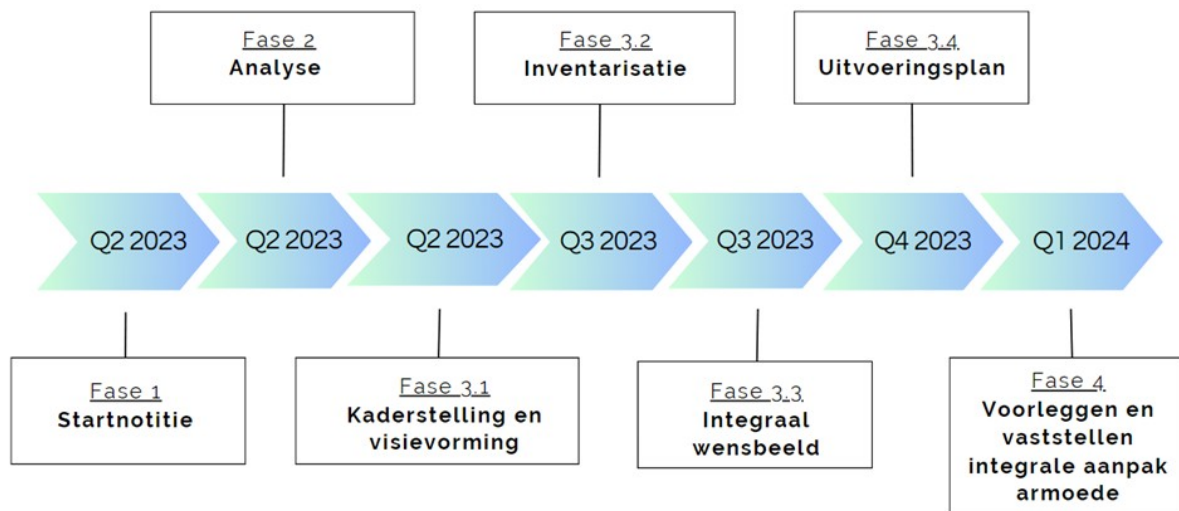 Fase 2
Analyse
Fase 3.2
Inventarisatie
Fase 3.4
Uitvoeringsplan
Q2 2023
Q2 2023
Q2 2023
Q3 2023
Q3 2023
Q4 2023
Q1 2024
Fase 1
Startnotitie
Fase 3.1
Kaderstelling en
visievorming
Fase 3.3
Integraal
wensbeeld
Fase 4
Voorleggen en
vaststellen
integrale aanpak
armoede